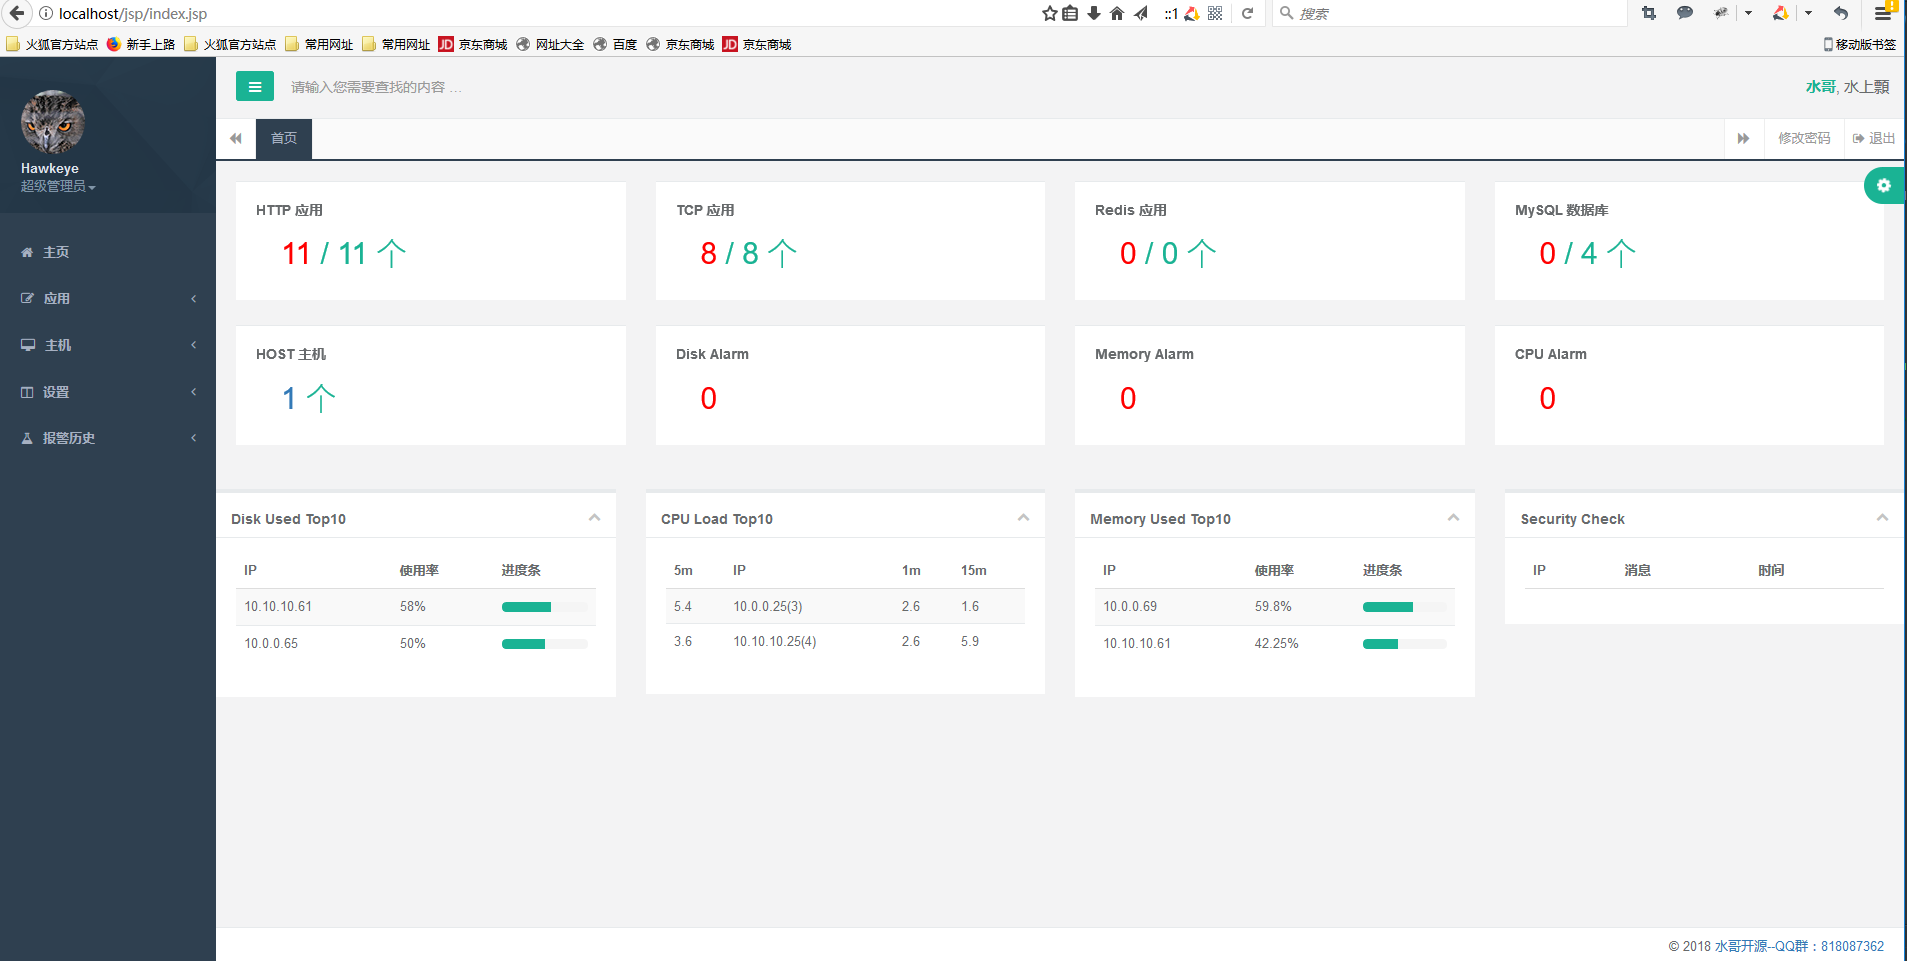 localhost/jsp/index.jsp
::1
搜索
火狐官方站点 新手上路 火狐官方站点 常用网址 常用网址 JD 京东商城 网址大全 百度 京东商城 JD 京东商城
移动版书签
请输入您需要查找的内容 ...
水哥, 水上顥
Hawkeye
超级管理员
首页
修改密码
退出
主页
应用
主机
设置
报警历史
HTTP 应用
11 / 11 个
TCP 应用
8 / 8 个
Redis 应用
0 / 0 个
MySQL 数据库
0 / 4 个
HOST 主机
1 个
Disk Alarm
0
Memory Alarm
0
CPU Alarm
0
Disk Used Top10
IP 使用率 进度条
10.10.10.61 58%
10.0.0.65 50%
CPU Load Top10
5m IP 1m 15m
5.4 10.0.0.25(3) 2.6 1.6
3.6 10.10.10.25(4) 2.6 5.9
Memory Used Top10
IP 使用率 进度条
10.0.0.69 59.8%
10.10.10.61 42.25%
Security Check
IP 消息 时间
© 2018 水哥开源--QQ群：818087362